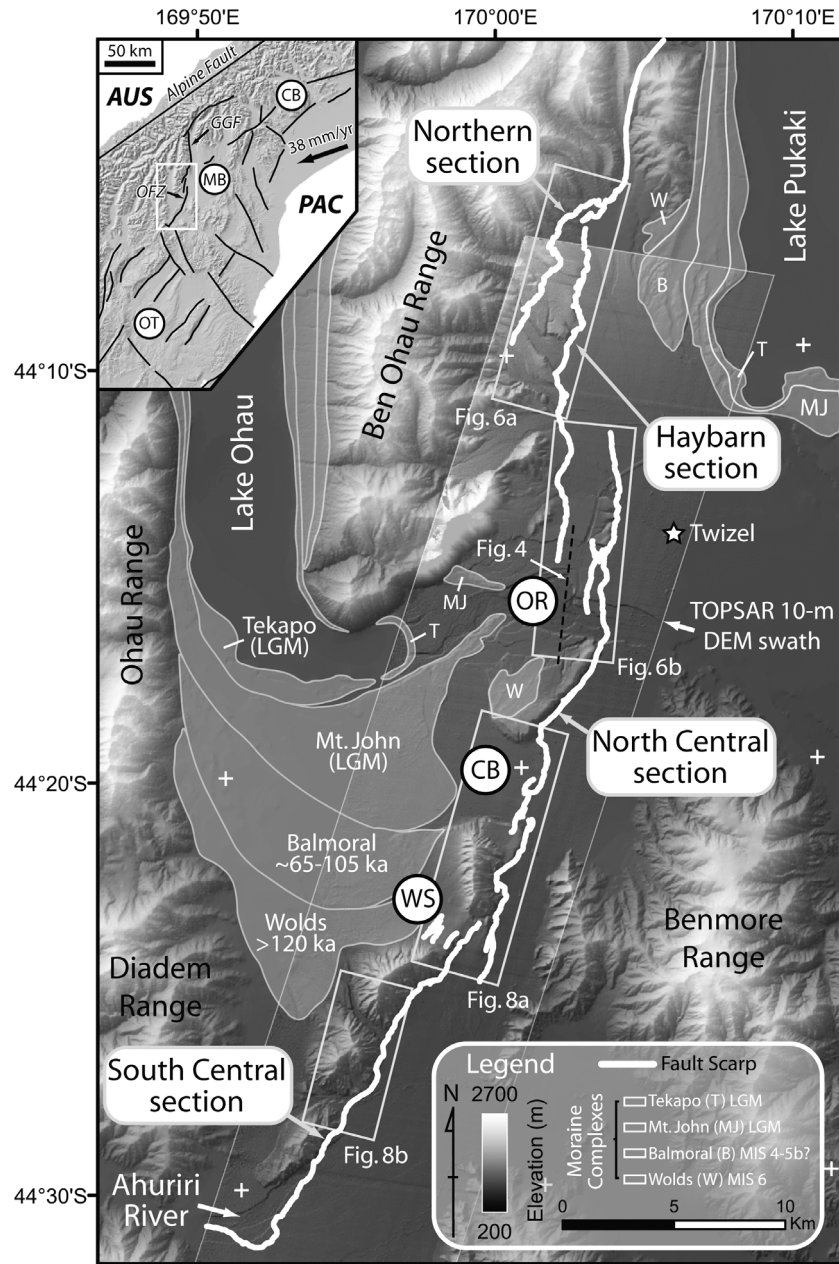 169°50'
170°00'
170°10'
50 km
AUS
Alpine Fault
CB
GGF
38 mm/yr
MB
OFZ
PAC
OT
Northern
section
Lake Pukaki
W
B
T
MJ
44°10'S
Ben Ohau Range
Fig. 6a
Haybarn
section
Lake Ohau
Ohau Range
Twizel
Fig. 4
MJ
OR
TOPSAR 10-m
DEM swath
Tekapo
(LGM)
T
Fig. 6b
W
Mt. John
(LGM)
North Central
section
CB
44°20'S
Balmoral
~65-105 ka
WS
Wolds
>120 ka
Benmore
Range
Diadem
Range
Fig. 8a
South Central
section
Fig. 8b
44°30'S
Ahuriri
River
Legend
Fault Scarp
N
2700
200
Elevation (m)
Moraine
Complexes
Tekapo (T) LGM
Mt. John (MJ) LGM
Balmoral (B) MIS 4-5b?
Wolds (W) MIS 6
0
5
10
Km